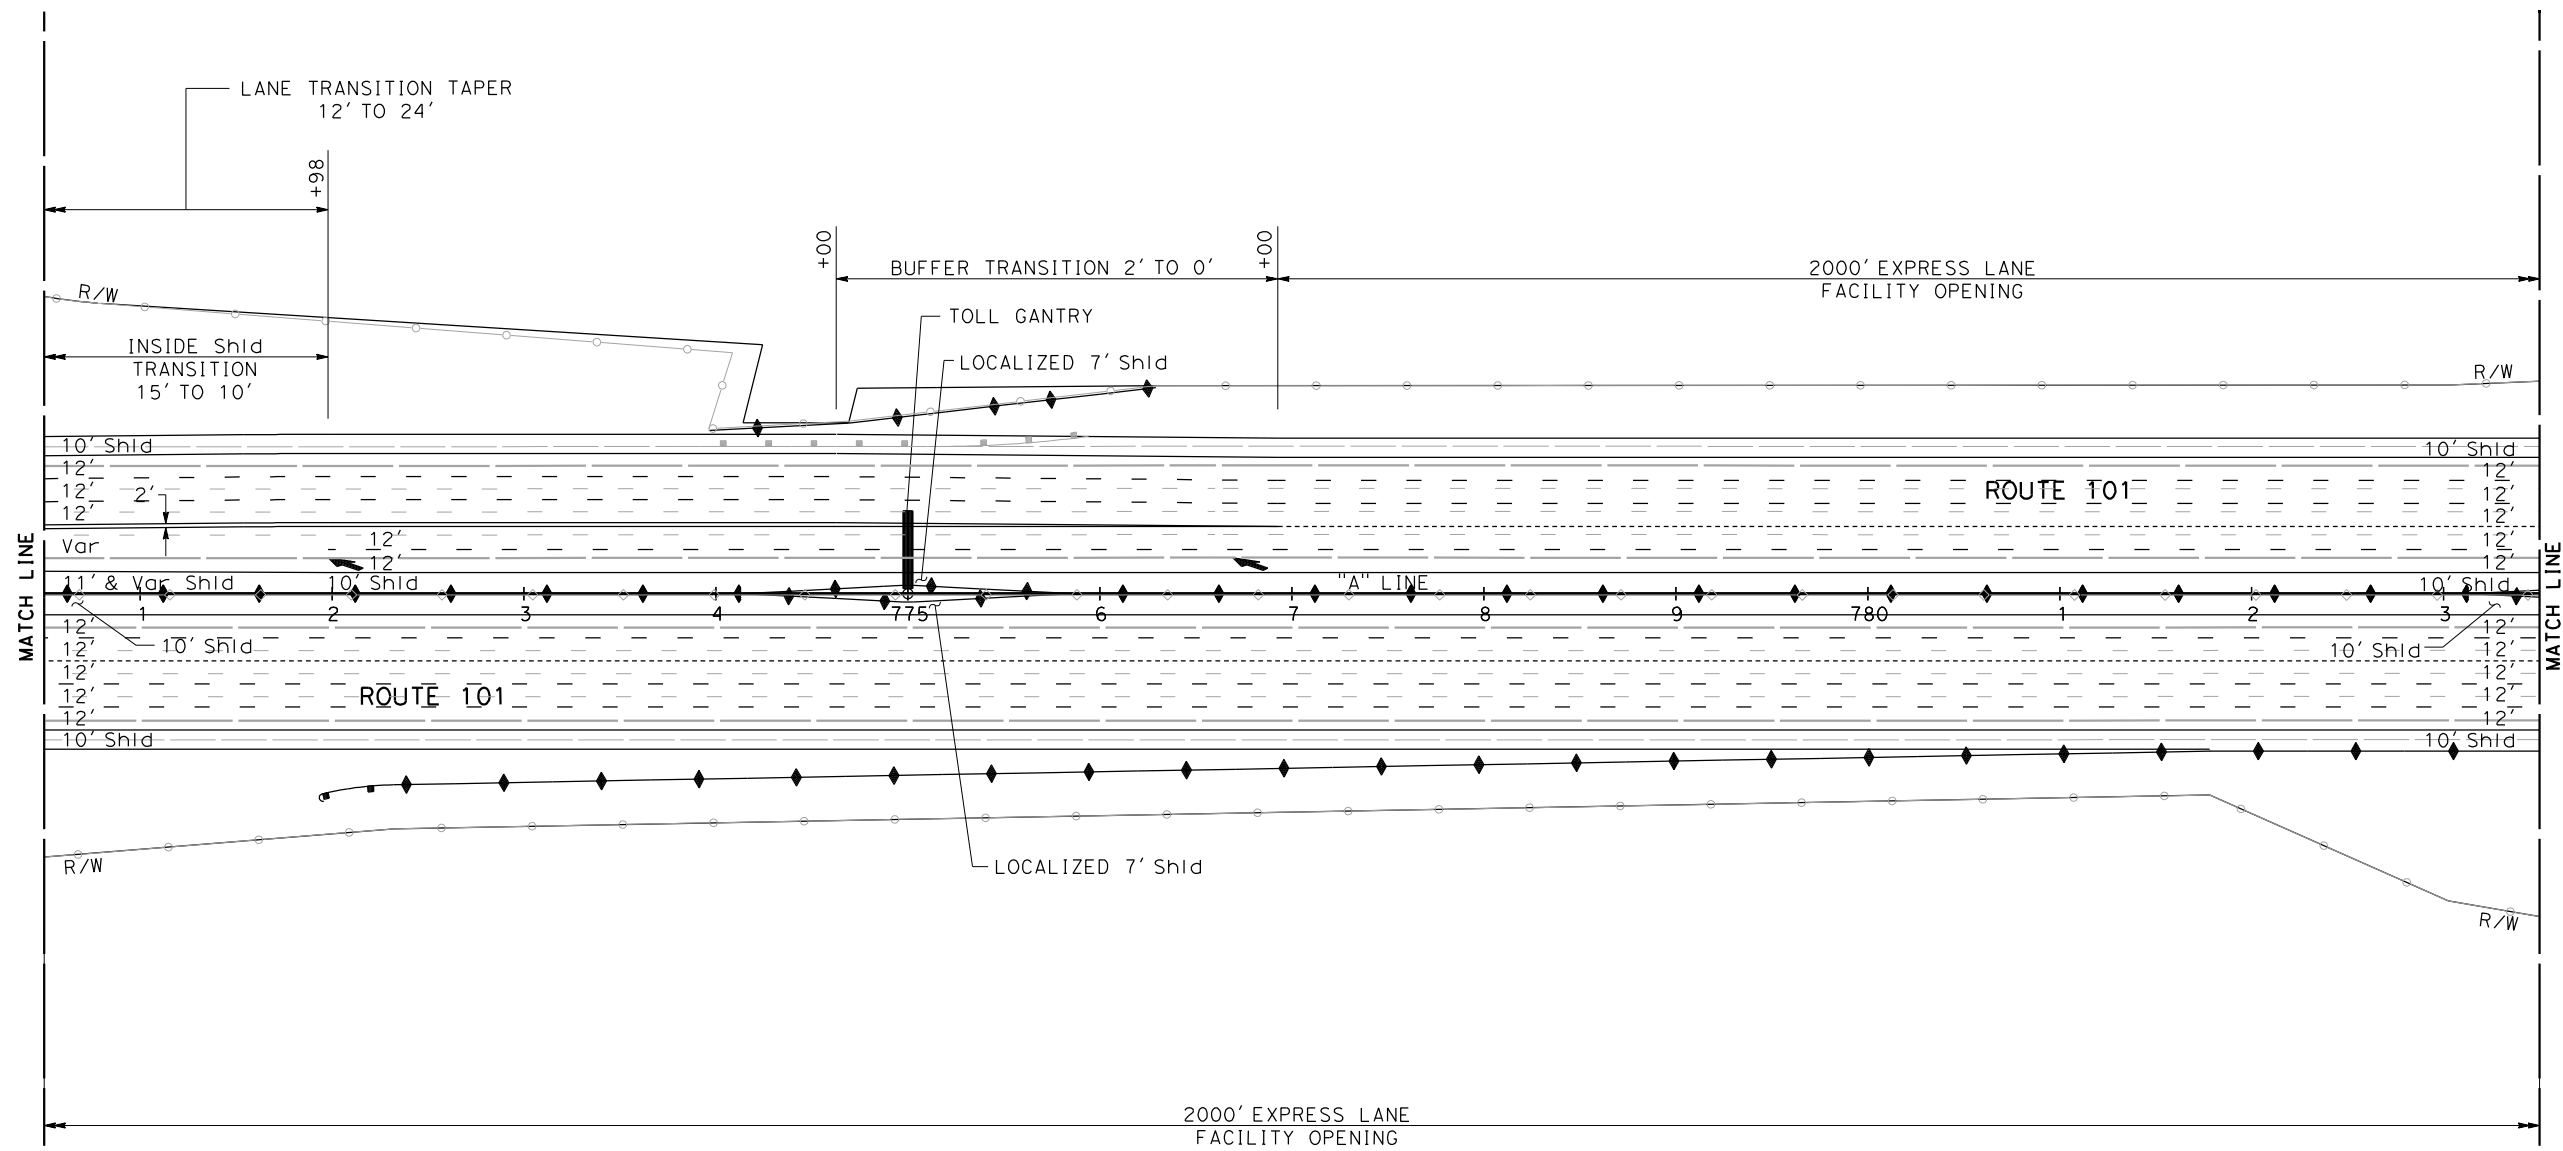 LANE TRANSITION TAPER
12' TO 24'
+98
+00
BUFFER TRANSITION 2' TO 0'
+00
2000' EXPRESS LANE
FACILITY OPENING
R/W
TOLL GANTRY
INSIDE Shld
TRANSITION
15' TO 10'
LOCALIZED 7' Shld
R/W
10' Shld
10' Shld
12'
12'
12'
2'
12'
ROUTE 101
12'
12'
12'
Var
12'
12'
12'
12'
11' & Var Shld
10' Shld
"A" LINE
10' Shld
MATCH LINE
MATCH LINE
1
2
3
4
775
6
7
8
9
780
1
2
3
12'
12'
12'
10' Shld
10' Shld
12'
12'
12'
12'
12'
ROUTE 101
12'
12'
12'
10' Shld
10' Shld
R/W
LOCALIZED 7' Shld
R/W
2000' EXPRESS LANE
FACILITY OPENING